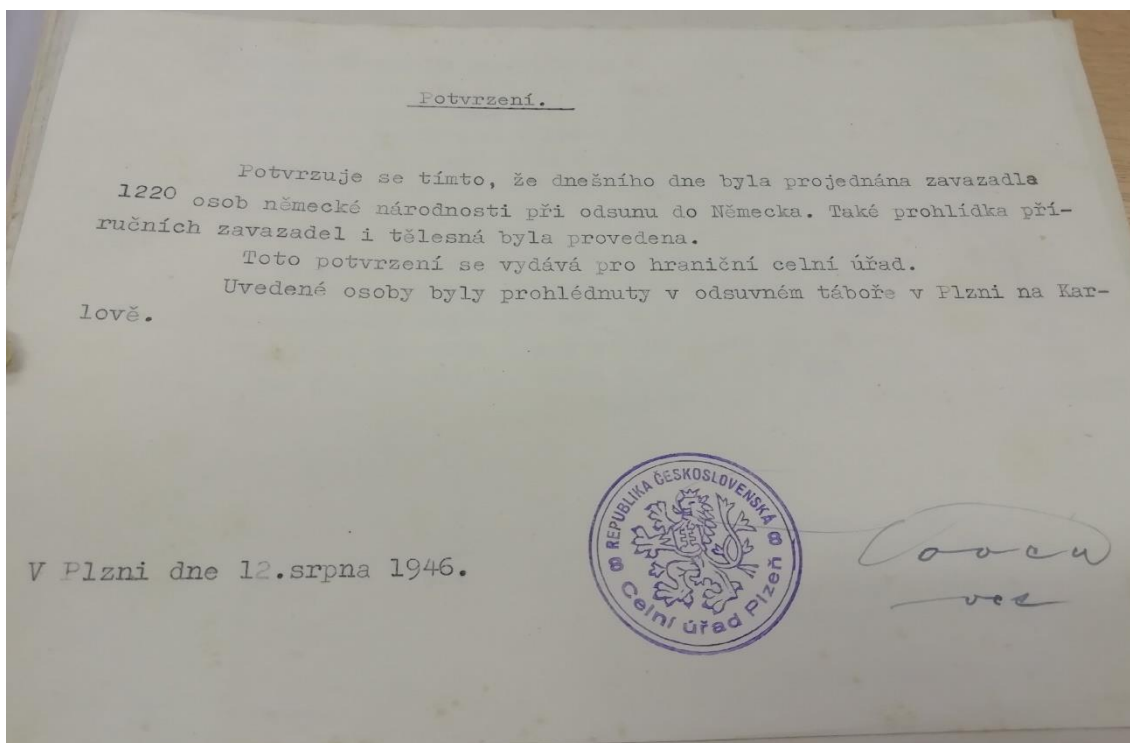 Potvrzení.
Potvrzuje se tímto, že dnešního dne byla projednána zavazadla
1220 osob německé národnosti při odsunu do Německa. Také prohlídka pří-
ručních zavazadel i tělesná byla provedena.
Toto potvrzení se vydává pro hraniční celní úřad.
Uvedené osoby byly prohlédnuty v odsuvném táboře v Plzni na Kar-
lově.
REPUBLIKA ČESKOSLOVENSKÁ
8 Celní úřad Plzeň 8
V Plzni dne 12.srpna 1946.